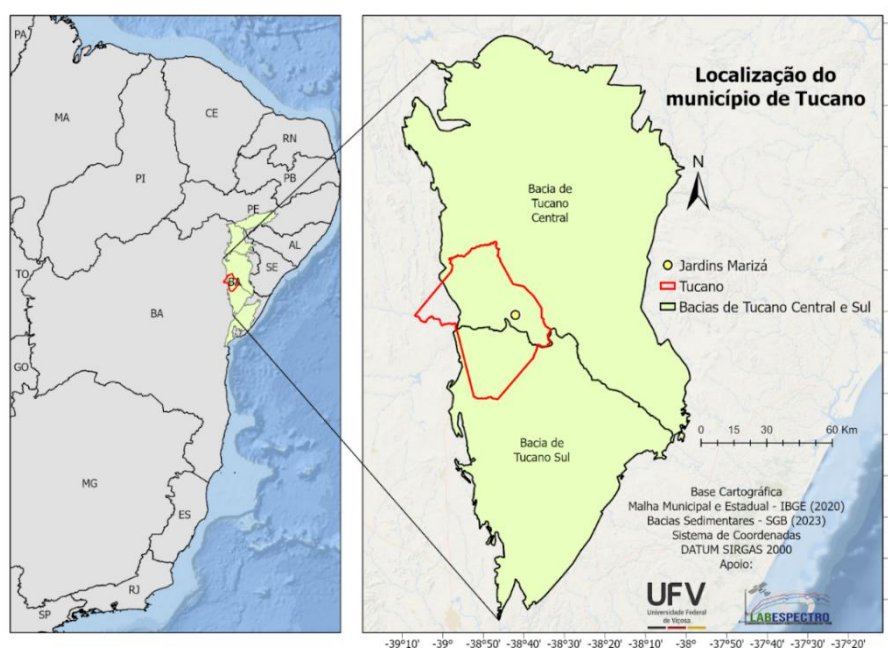 PA
MA
CE
RN
PI
PB
PE
AL
TO
SE
BA
BA
GO
MG
ES
RJ
SP
Localização do
município de Tucano
N
Bacia de
Tucano
Central
Jardins Marizá
Tucano
Bacias de Tucano Central e Sul
0 15 30 60 Km
Bacia de
Tucano Sul
Base Cartográfica
Malha Municipal e Estadual - IBGE (2020)
Bacias Sedimentares - SGB (2023)
Sistema de Coordenadas
DATUM SIRGAS 2000
Apoio:
UFV
Universidade Federal
de Viçosa
LABESPECTRO
-39°10' -39° -38°50' -38°40' -38°30' -38°20' -38°10' -38° -37°50' -37°40' -37°30' -37°20'